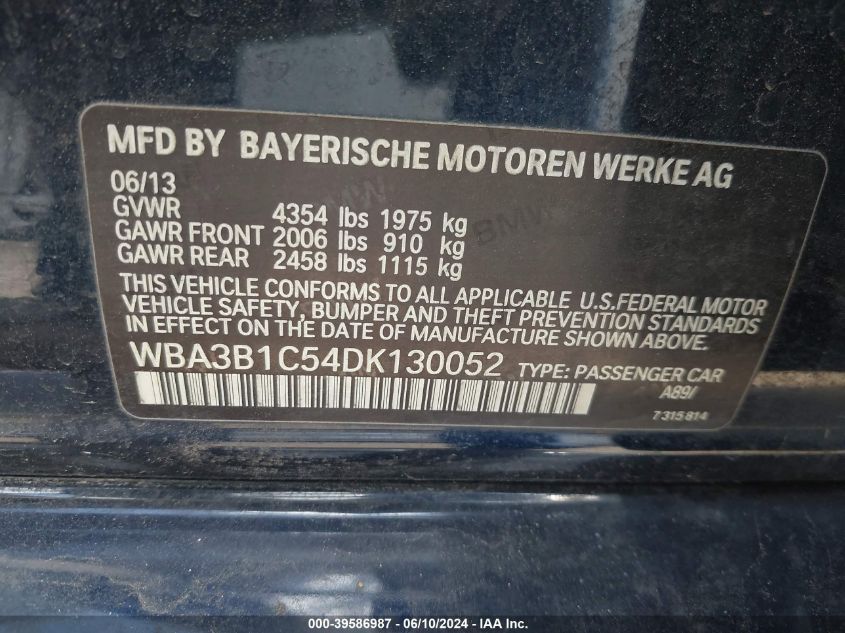 MFD BY BAYERISCHE MOTOREN WERKE AG
06/13
GVWR 4354 lbs 1975 kg
GAWR FRONT 2006 lbs 910 kg
GAWR REAR 2458 lbs 1115 kg
THIS VEHICLE CONFORMS TO ALL APPLICABLE U.S.FEDERAL MOTOR
VEHICLE SAFETY, BUMPER AND THEFT PREVENTION STANDARDS
IN EFFECT ON THE DATE OF MANUFACTURE SHOWN ABOVE.
WBA3B1C54DK130052 TYPE: PASSENGER CAR
A89/
7 315 814
BMW
000-39586987 - 06/10/2024 - IAA Inc.